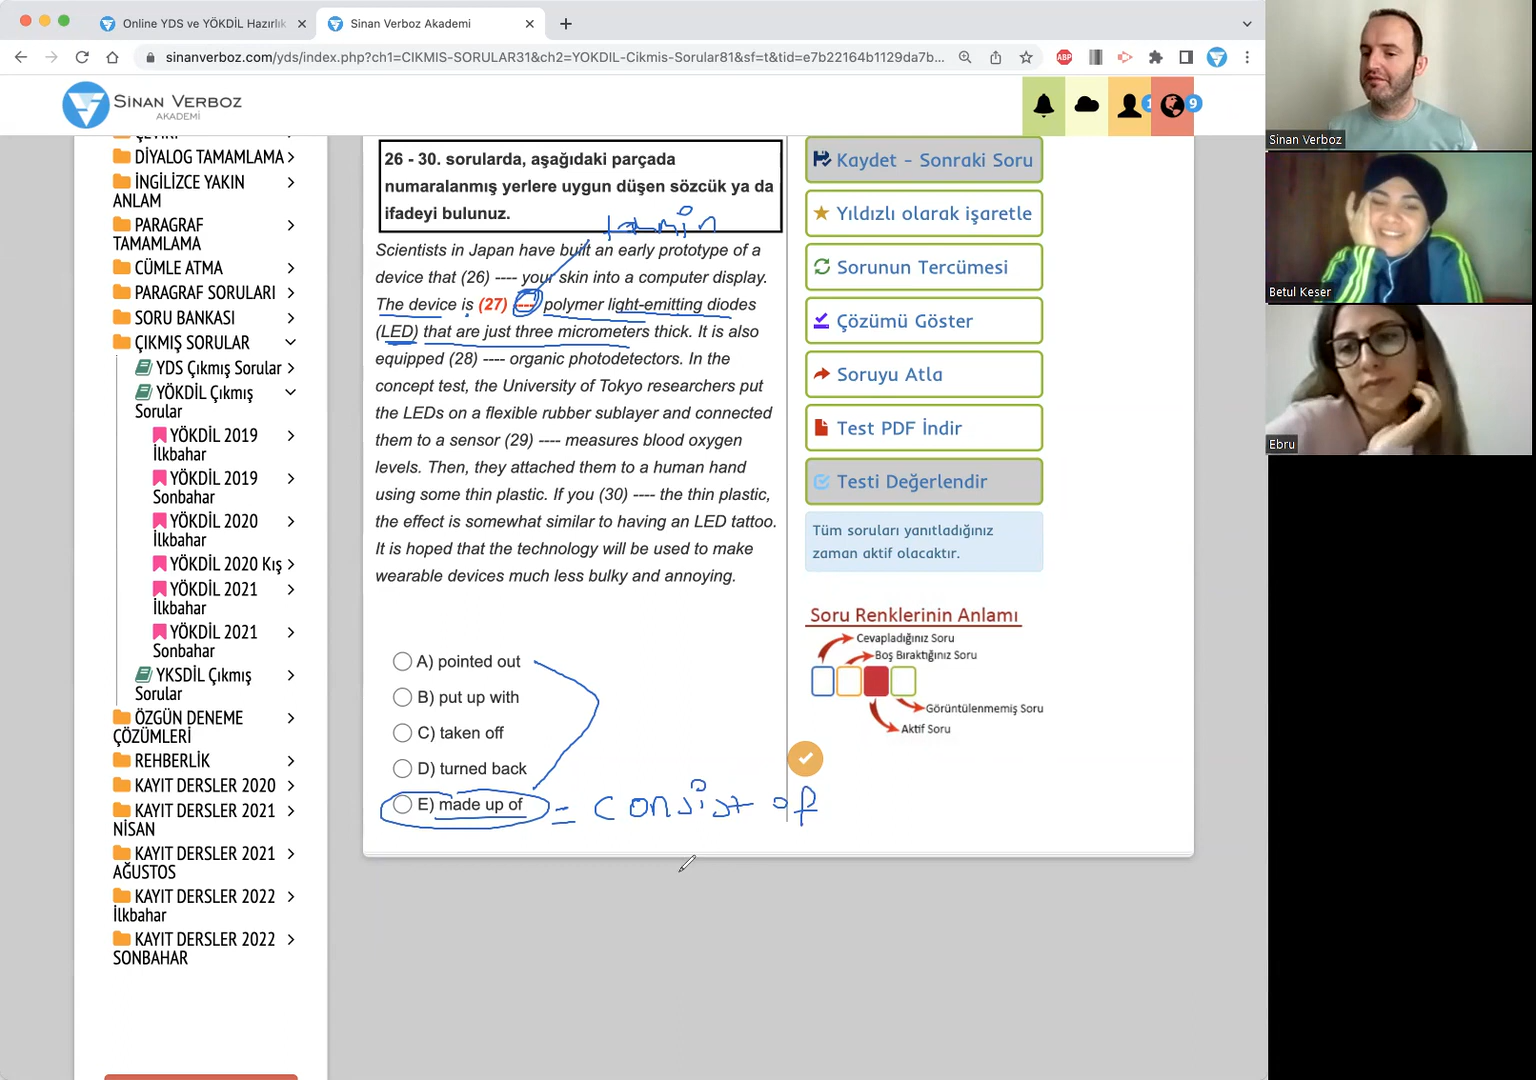 Online YDS ve YÖKDİL Hazırlık
Sinan Verboz Akademi
sinanverboz.com/yds/index.php?ch1=CIKMIS-SORULAR31&ch2=YOKDIL-Cikmis-Sorular81&sf=t&tid=e7b22164b1129da7b...
ABP
SİNAN VERBOZ
AKADEMİ
1
9
DİYALOG TAMAMLAMA
İNGİLİZCE YAKIN
ANLAM
PARAGRAF
TAMAMLAMA
CÜMLE ATMA
PARAGRAF SORULARI
SORU BANKASI
ÇIKMIŞ SORULAR
YDS Çıkmış Sorular
YÖKDİL Çıkmış
Sorular
YÖKDİL 2019
İlkbahar
YÖKDİL 2019
Sonbahar
YÖKDİL 2020
İlkbahar
YÖKDİL 2020 Kış
YÖKDİL 2021
İlkbahar
YÖKDİL 2021
Sonbahar
YKSDİL Çıkmış
Sorular
ÖZGÜN DENEME
ÇÖZÜMLERİ
REHBERLİK
KAYIT DERSLER 2020
KAYIT DERSLER 2021
NİSAN
KAYIT DERSLER 2021
AĞUSTOS
KAYIT DERSLER 2022
İlkbahar
KAYIT DERSLER 2022
SONBAHAR
26 - 30. sorularda, aşağıdaki parçada
numaralanmış yerlere uygun düşen sözcük ya da
ifadeyi bulunuz.
tahmin
Scientists in Japan have built an early prototype of a
device that (26) ---- your skin into a computer display.
The device is (27) ---- polymer light-emitting diodes
(LED) that are just three micrometers thick. It is also
equipped (28) ---- organic photodetectors. In the
concept test, the University of Tokyo researchers put
the LEDs on a flexible rubber sublayer and connected
them to a sensor (29) ---- measures blood oxygen
levels. Then, they attached them to a human hand
using some thin plastic. If you (30) ---- the thin plastic,
the effect is somewhat similar to having an LED tattoo.
It is hoped that the technology will be used to make
wearable devices much less bulky and annoying.
A) pointed out
B) put up with
C) taken off
D) turned back
E) made up of = consist of
Kaydet - Sonraki Soru
Yıldızlı olarak işaretle
Sorunun Tercümesi
Çözümü Göster
Soruyu Atla
Test PDF İndir
Testi Değerlendir
Tüm soruları yanıtladığınız
zaman aktif olacaktır.
Soru Renklerinin Anlamı
Cevapladığınız Soru
Boş Bıraktığınız Soru
Görüntülenmemiş Soru
Aktif Soru
Sinan Verboz
Betul Keser
Ebru